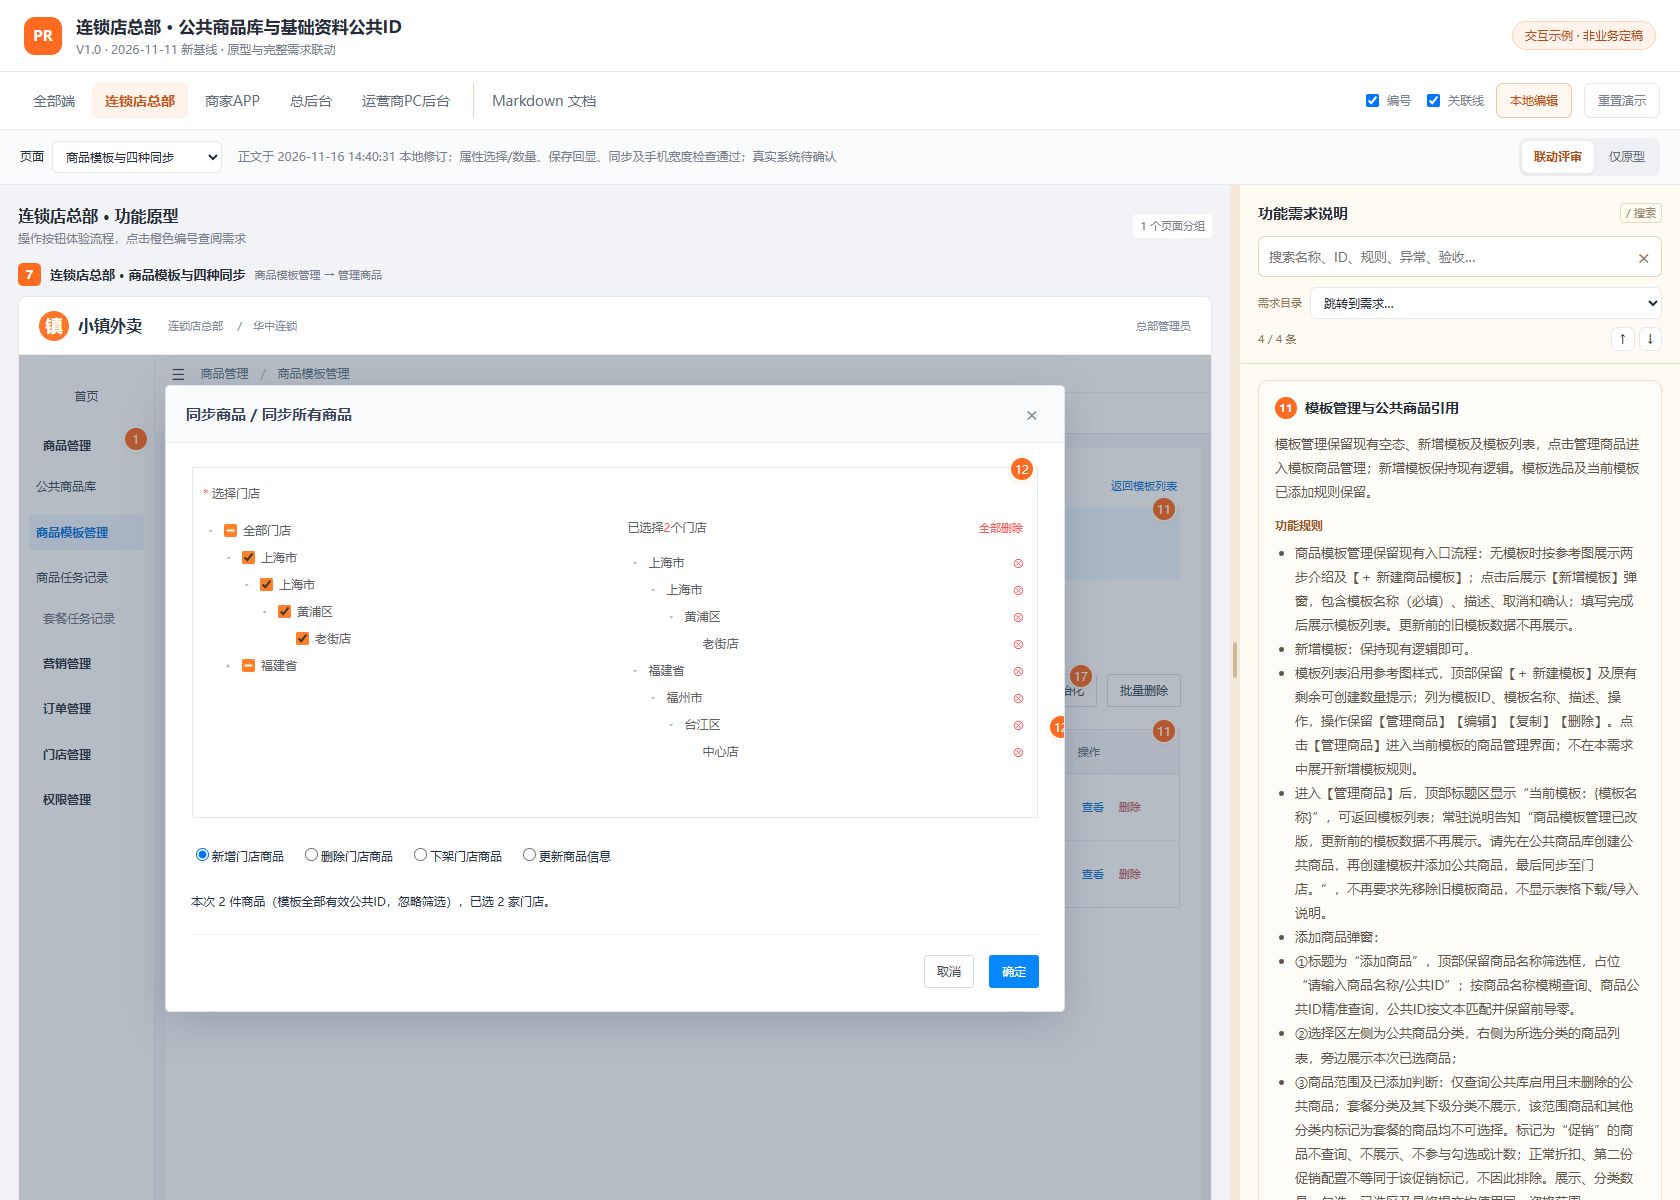 PR
连锁店总部 • 公共商品库与基础资料公共ID
V1.0 · 2026-11-11 新基线 · 原型与完整需求联动
交互示例 · 非业务定稿
全部端
连锁店总部
商家APP
总后台
运营商PC后台
Markdown 文档
编号
关联线
本地编辑
重置演示
页面
商品模板与四种同步
正文于 2026-11-16 14:40:31 本地修订；属性选择/数量、保存回显、同步及手机宽度检查通过；真实系统待确认
联动评审
仅原型
连锁店总部 • 功能原型
操作按钮体验流程，点击橙色编号查阅需求
1 个页面分组
7
连锁店总部 • 商品模板与四种同步
商品模板管理 → 管理商品
镇
小镇外卖
连锁店总部 / 华中连锁
总部管理员
首页
商品管理
1
公共商品库
商品模板管理
商品任务记录
套餐任务记录
营销管理
订单管理
门店管理
权限管理
☰
商品管理 / 商品模板管理
同步商品 / 同步所有商品
×
12
* 选择门店
全部门店
上海市
上海市
黄浦区
老街店
福建省
已选择2个门店
全部删除
上海市
上海市
黄浦区
老街店
福建省
福州市
台江区
中心店
新增门店商品
删除门店商品
下架门店商品
更新商品信息
本次 2 件商品（模板全部有效公共ID，忽略筛选），已选 2 家门店。
取消
确定
返回模板列表
11
17
批量删除
12
11
操作
查看
删除
查看
删除
功能需求说明
/ 搜索
搜索名称、ID、规则、异常、验收...
×
需求目录
跳转到需求...
4 / 4 条
↑
↓
11
模板管理与公共商品引用
模板管理保留现有空态、新增模板及模板列表，点击管理商品进
入模板商品管理；新增模板保持现有逻辑。模板选品及当前模板
已添加规则保留。
功能规则
• 商品模板管理保留现有入口流程：无模板时按参考图展示两
步介绍及【 + 新建商品模板】；点击后展示【新增模板】弹
窗，包含模板名称（必填）、描述、取消和确认；填写完成
后展示模板列表。更新前的旧模板数据不再展示。
• 新增模板：保持现有逻辑即可。
• 模板列表沿用参考图样式，顶部保留【 + 新建模板】及原有
剩余可创建数量提示；列为模板ID、模板名称、描述、操
作，操作保留【管理商品】【编辑】【复制】【删除】。点
击【管理商品】进入当前模板的商品管理界面；不在本需求
中展开新增模板规则。
• 进入【管理商品】后，顶部标题区显示“当前模板：{模板名
称}”，可返回模板列表；常驻说明告知“商品模板管理已改
版，更新前的模板数据不再展示。请先在公共商品库创建公
共商品，再创建模板并添加公共商品，最后同步至门
店。”，不再要求先移除旧模板商品，不显示表格下载/导入
说明。
• 添加商品弹窗：
• ①标题为“添加商品”，顶部保留商品名称筛选框，占位
“请输入商品名称/公共ID”；按商品名称模糊查询、商品公
共ID精准查询，公共ID按文本匹配并保留前导零。
• ②选择区左侧为公共商品分类，右侧为所选分类的商品列
表，旁边展示本次已选商品；
• ③商品范围及已添加判断：仅查询公共库启用且未删除的公
共商品；套餐分类及其下级分类不展示，该范围商品和其他
分类内标记为套餐的商品均不可选择。标记为“促销”的商
品不查询、不展示、不参与勾选或计数；正常折扣、第二份
促销配置不等同于该促销标记，不因此排除。展示、分类数